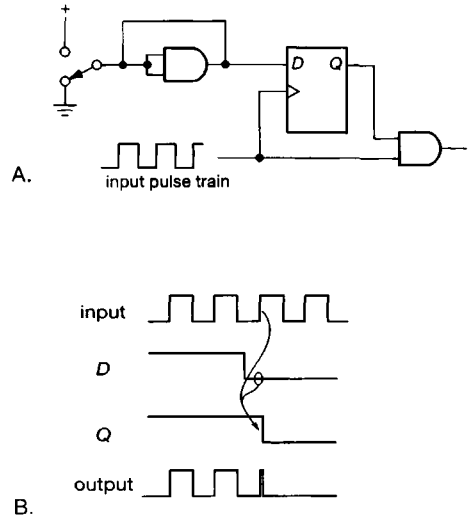 +
D Q
A.
input pulse train
input
D
Q
output
B.